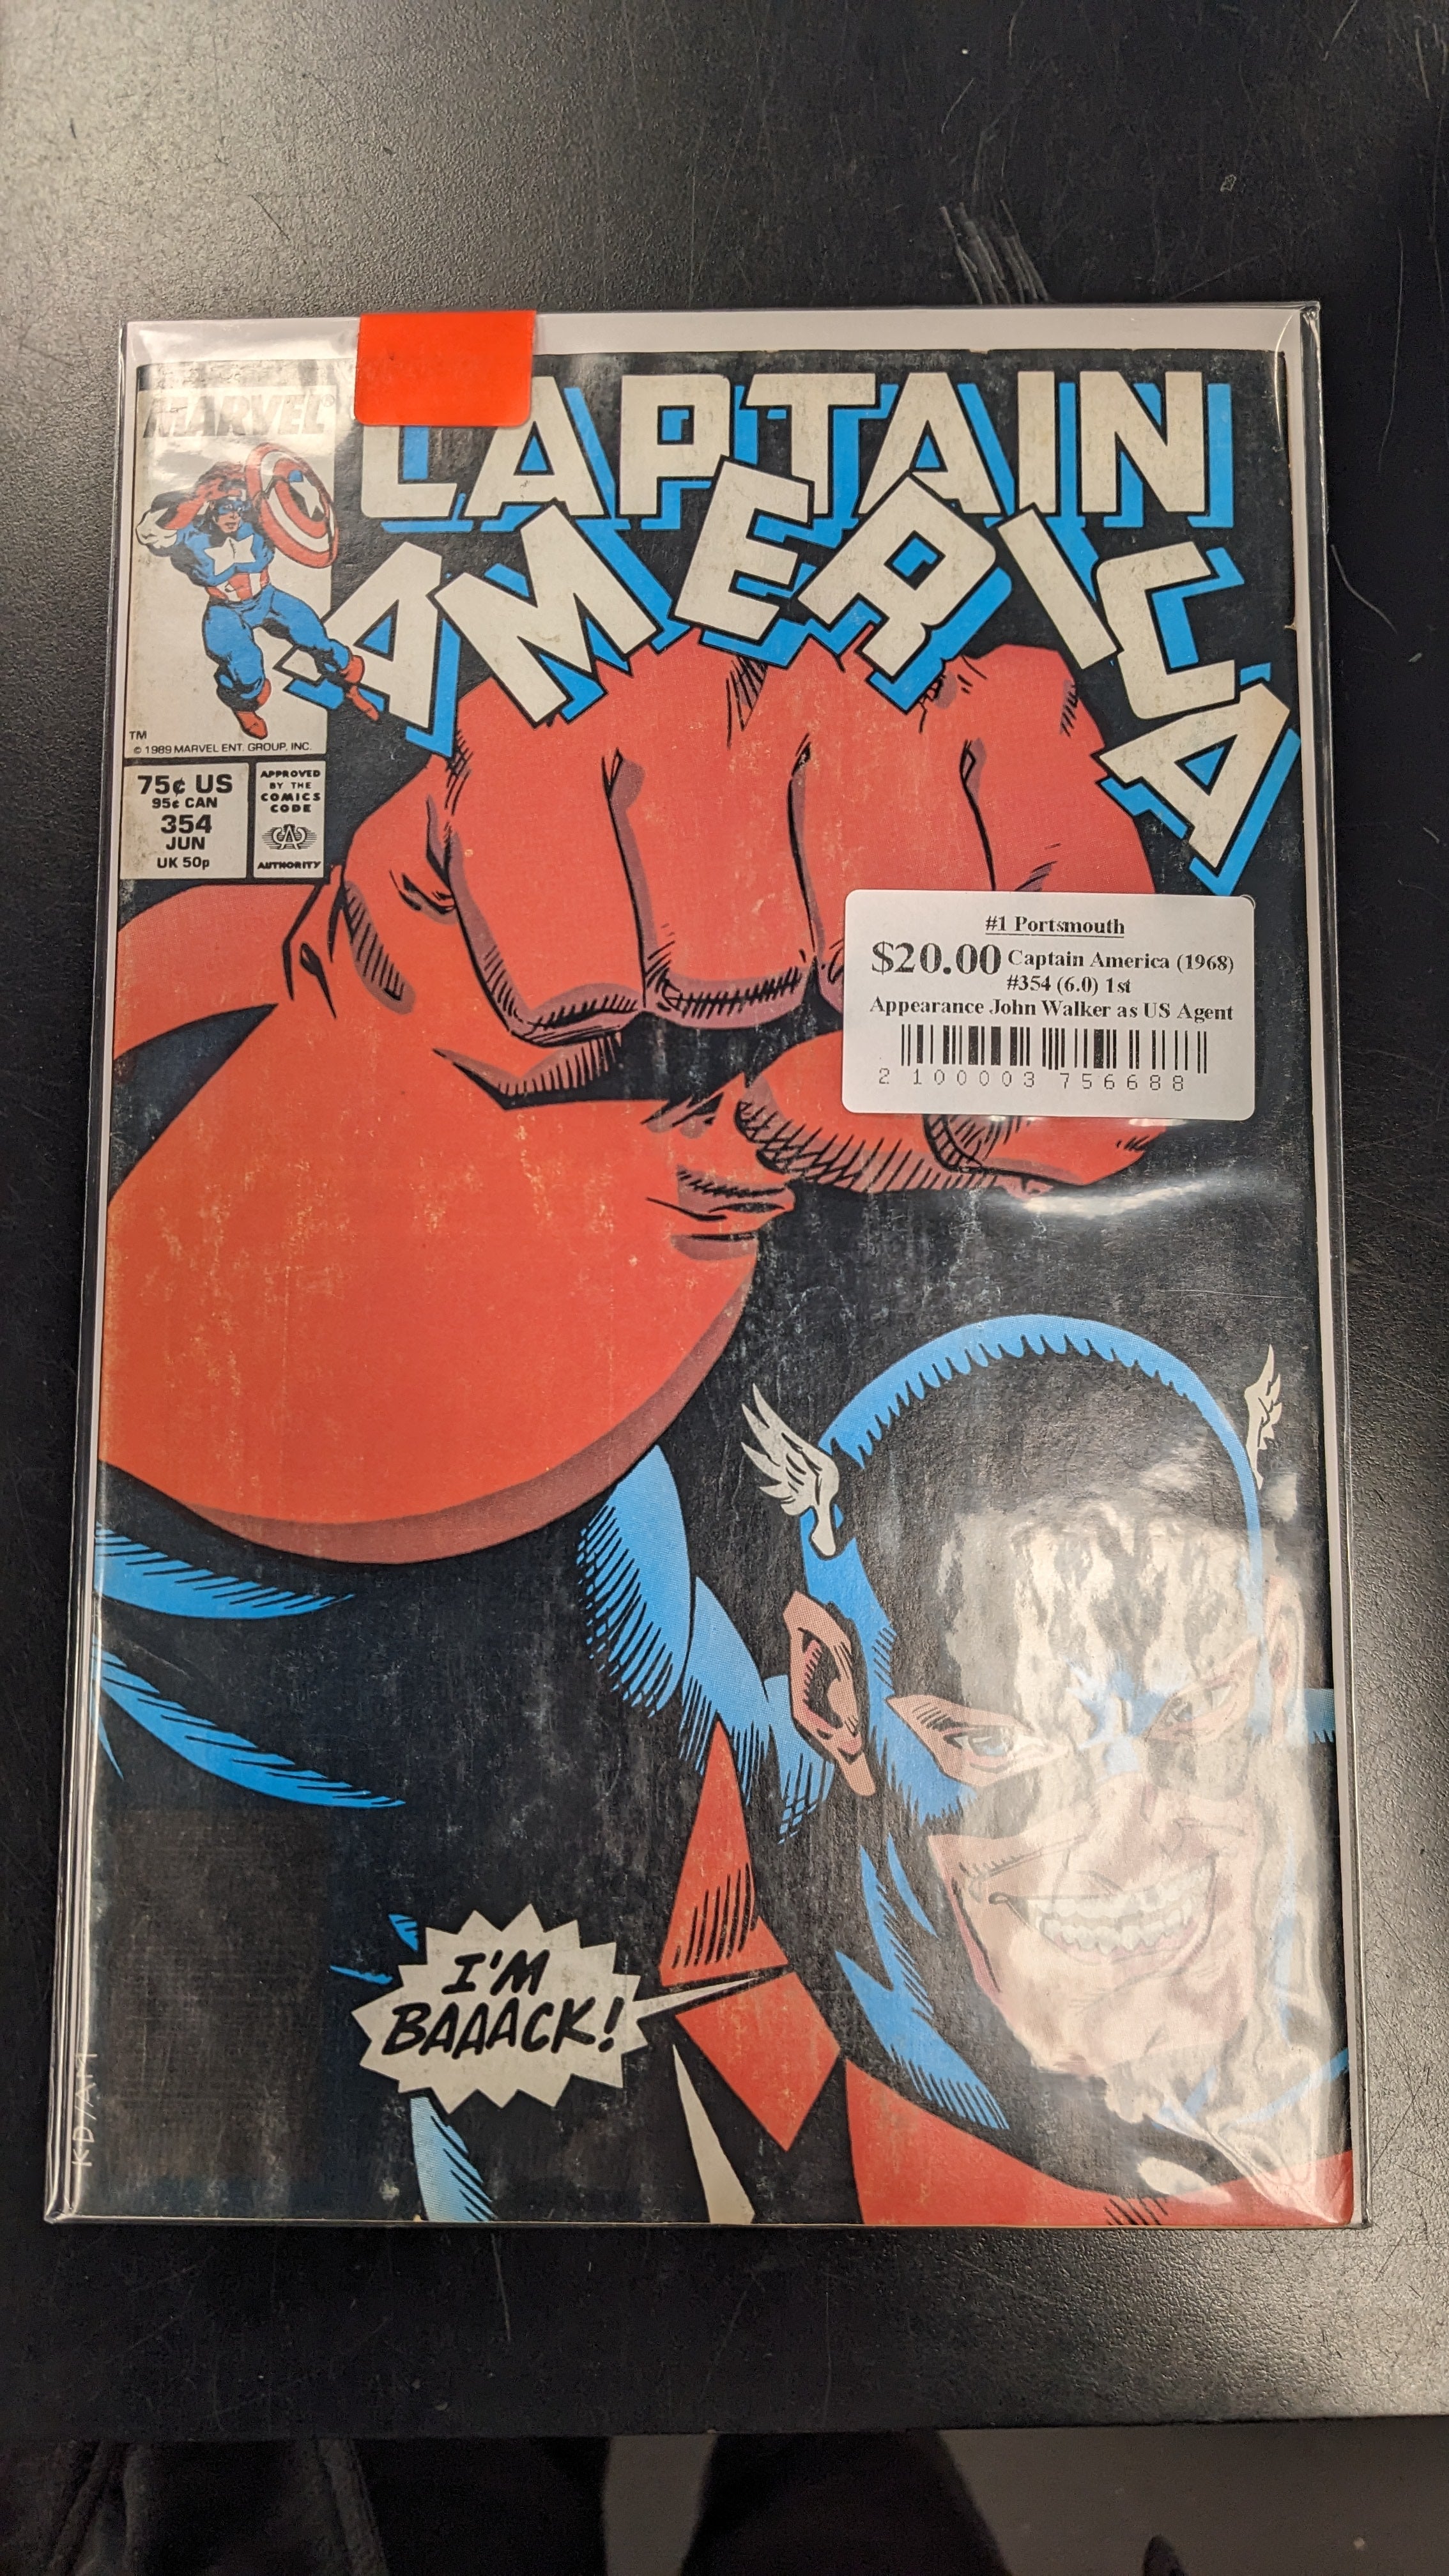 MARVEL®
CAPTAIN
AMERICA
TM
© 1989 MARVEL ENT. GROUP, INC.
75¢ US
95¢ CAN
354
JUN
UK 50p
APPROVED
BY THE
COMICS
CODE
CA
AUTHORITY
#1 Portsmouth
$20.00 Captain America (1968)
#354 (6.0) 1st
Appearance John Walker as US Agent
2 100003 756688
I'M
BAAACK!